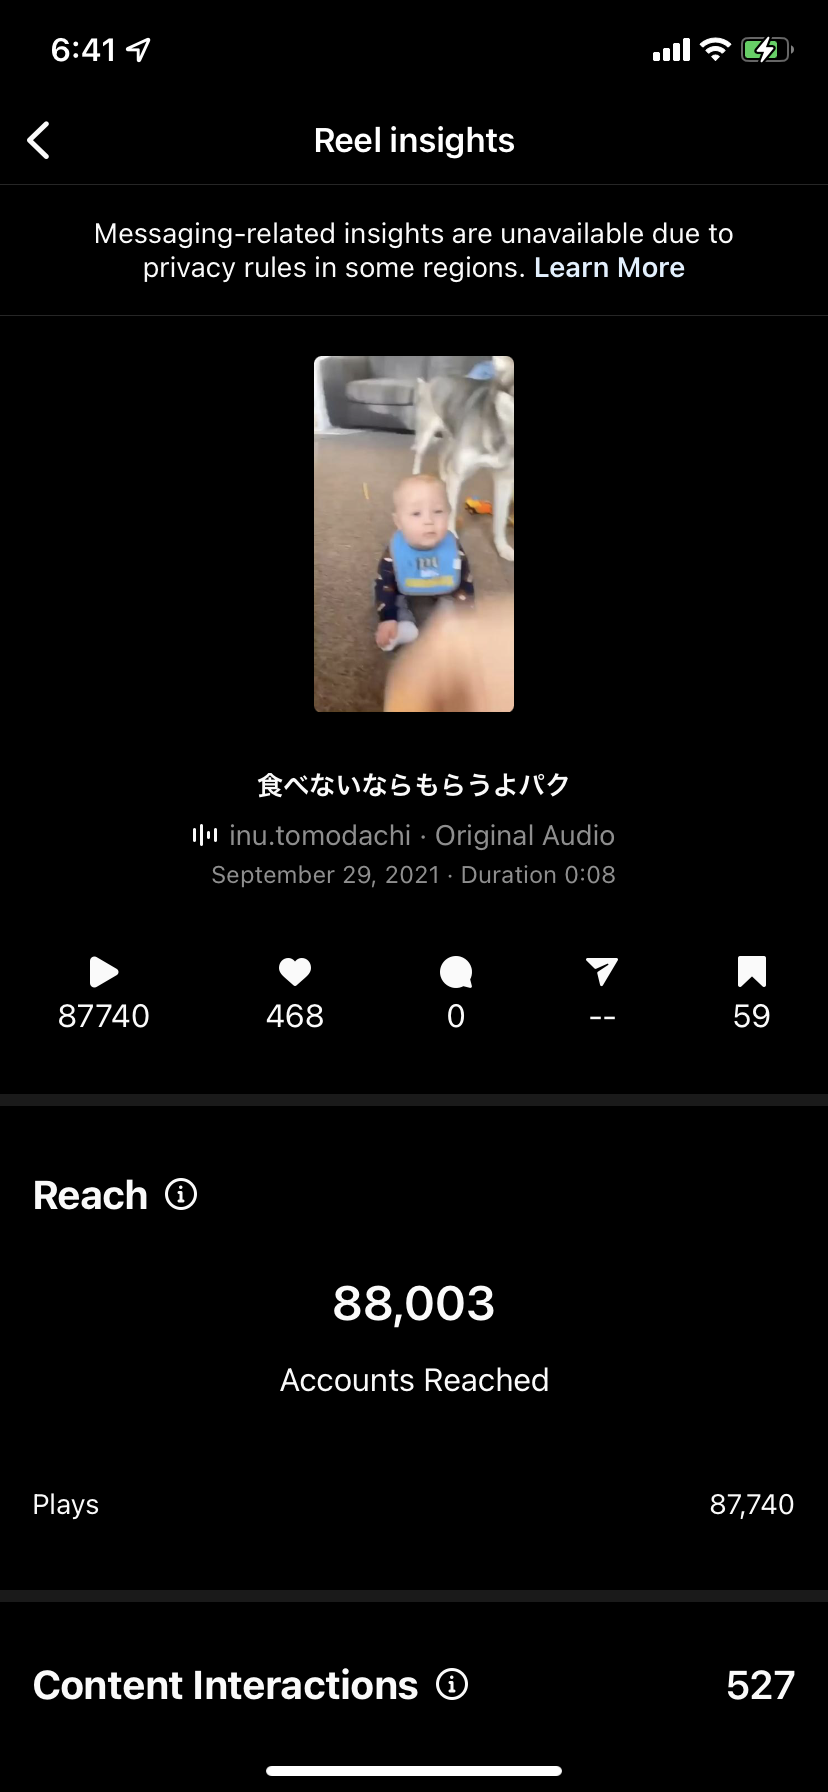 6:41
Reel insights
Messaging-related insights are unavailable due to
privacy rules in some regions. Learn More
食べないならもらうよパク
inu.tomodachi · Original Audio
September 29, 2021 · Duration 0:08
87740 468 0 -- 59
Reach
88,003
Accounts Reached
Plays 87,740
Content Interactions 527